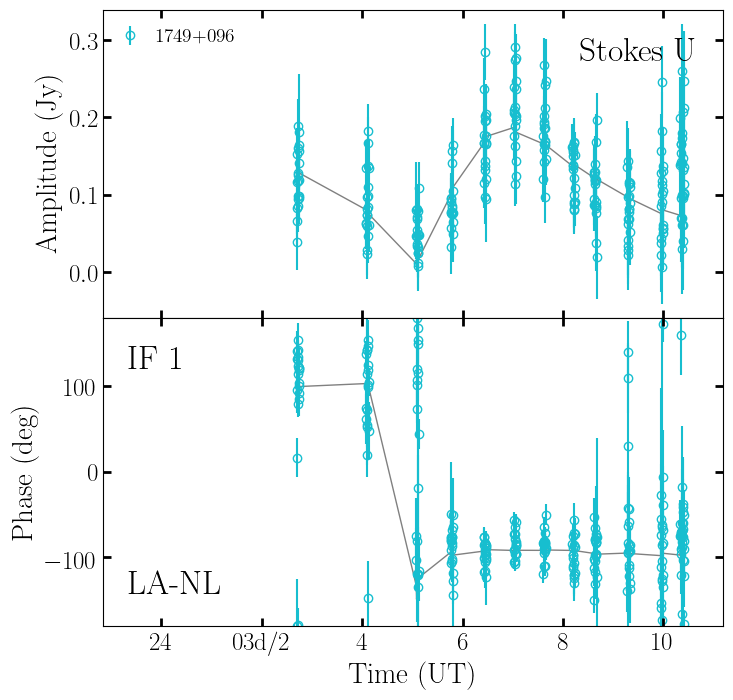 1749+096
Stokes U
0.3
0.2
0.1
0.0
Amplitude (Jy)
IF 1
100
0
−100
Phase (deg)
LA-NL
24 03d/2 4 6 8 10
Time (UT)